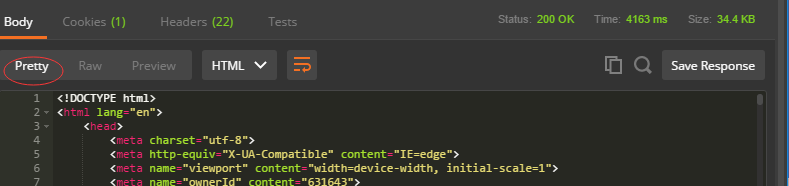 Body Cookies (1) Headers (22) Tests Status: 200 OK Time: 4163 ms Size: 34.4 KB
Pretty Raw Preview HTML Save Response
1 <!DOCTYPE html>
2 <html lang="en">
3 <head>
4 <meta charset="utf-8">
5 <meta http-equiv="X-UA-Compatible" content="IE=edge">
6 <meta name="viewport" content="width=device-width, initial-scale=1">
7 <meta name="ownerId" content="631643">